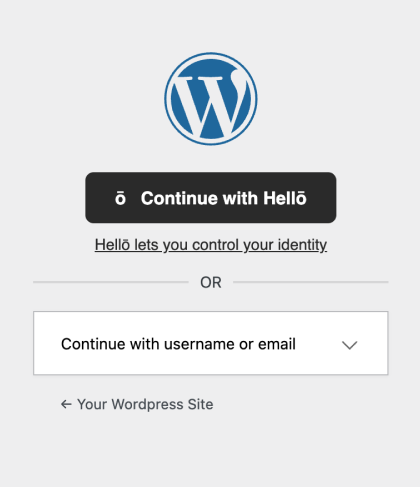 ō Continue with Hellō
Hellō lets you control your identity
OR
Continue with username or email
← Your Wordpress Site